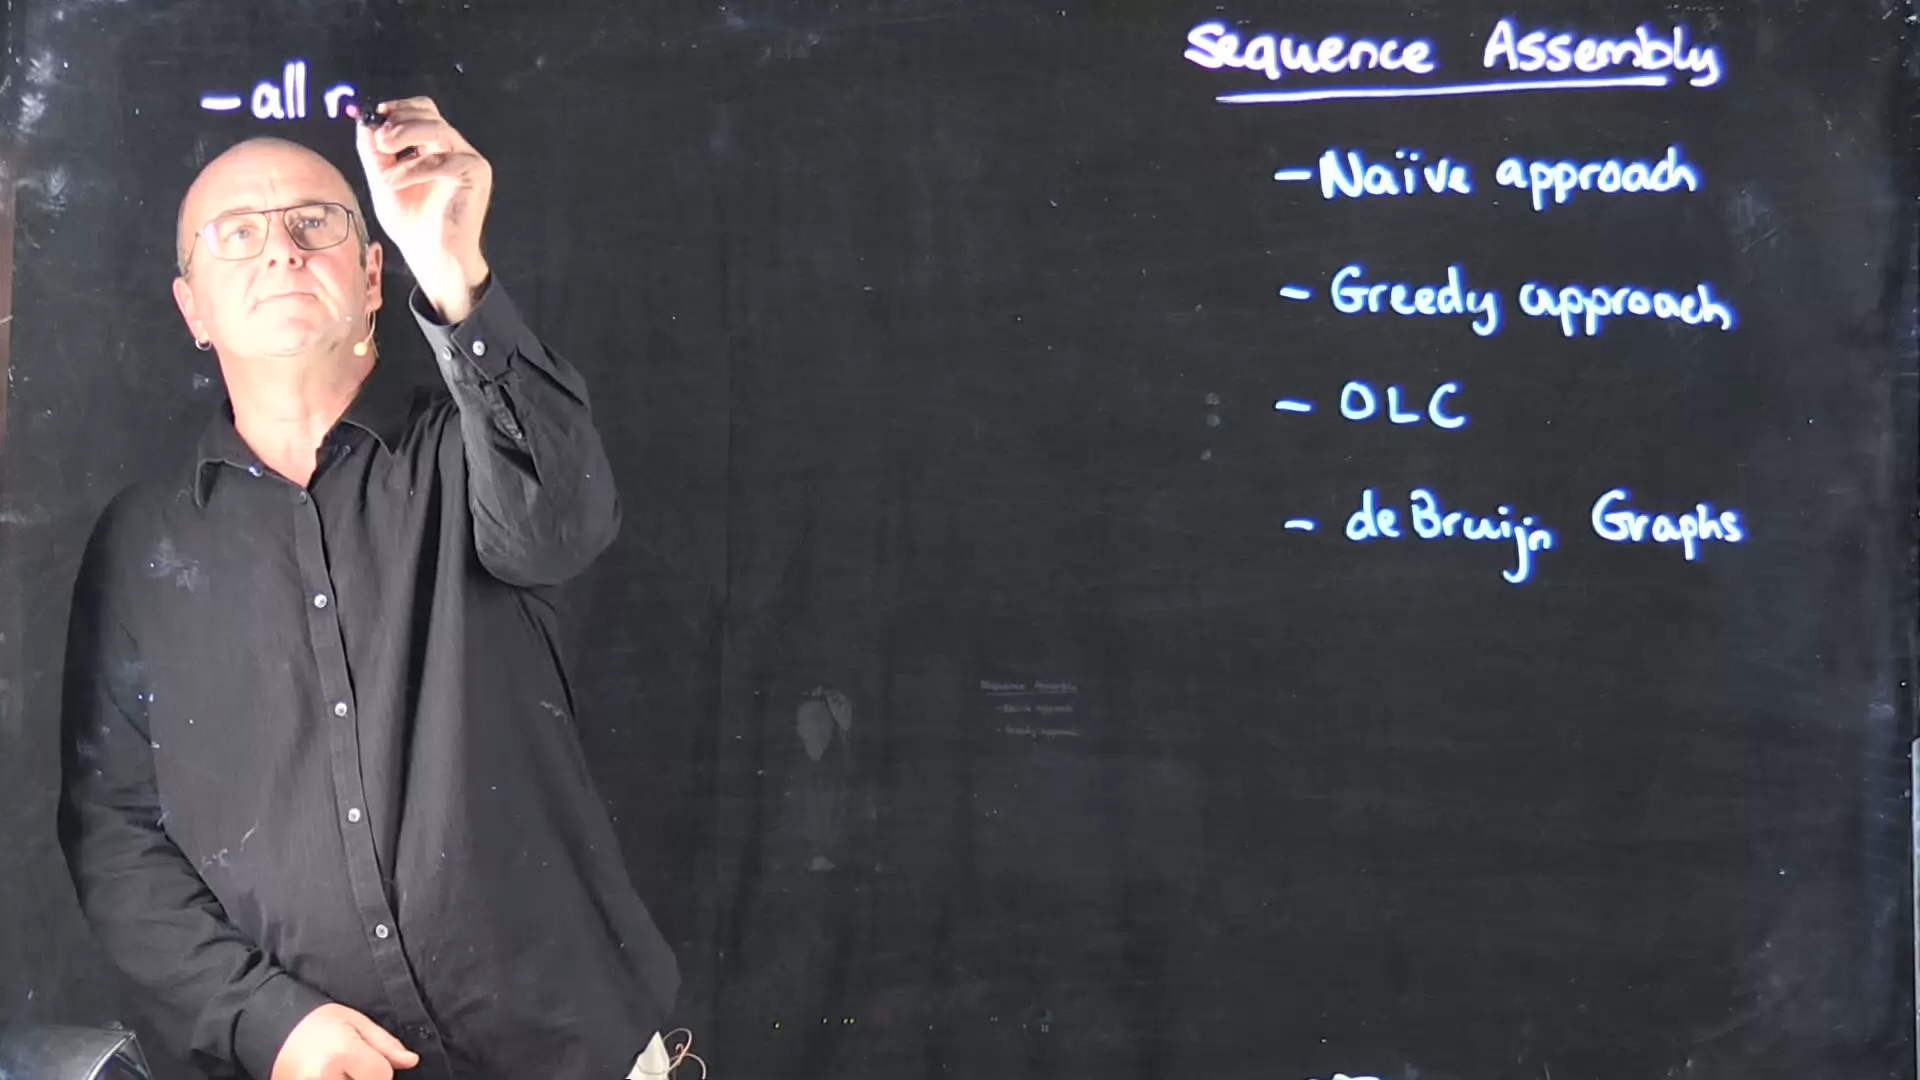 - all r
Sequence Assembly
- Naïve approach
- Greedy approach
- OLC
- de Bruijn Graphs